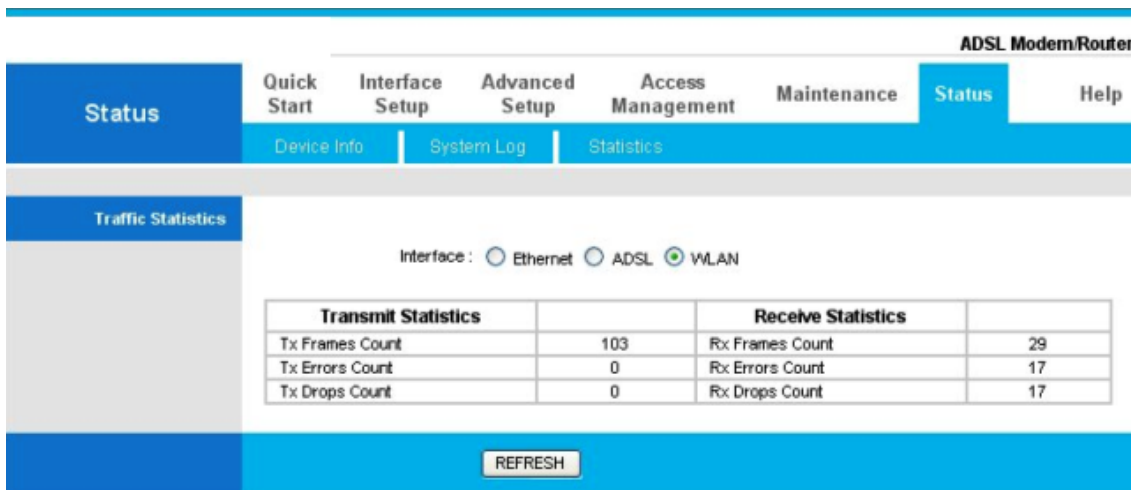 ADSL Modem/Router
Status
Quick Start
Interface Setup
Advanced Setup
Access Management
Maintenance
Status
Help
Device Info
System Log
Statistics
Traffic Statistics
Interface : Ethernet ADSL WLAN
Transmit Statistics Receive Statistics
Tx Frames Count 103 Rx Frames Count 29
Tx Errors Count 0 Rx Errors Count 17
Tx Drops Count 0 Rx Drops Count 17
REFRESH